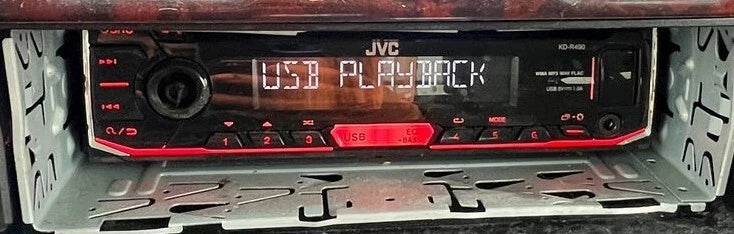 JVC
KD-R490
USB PLAYBACK
WMA MP3 WAV FLAC
USB 5V⎓1.0A
MODE
1 2 3 USB EQ 4 5 6
-BASS